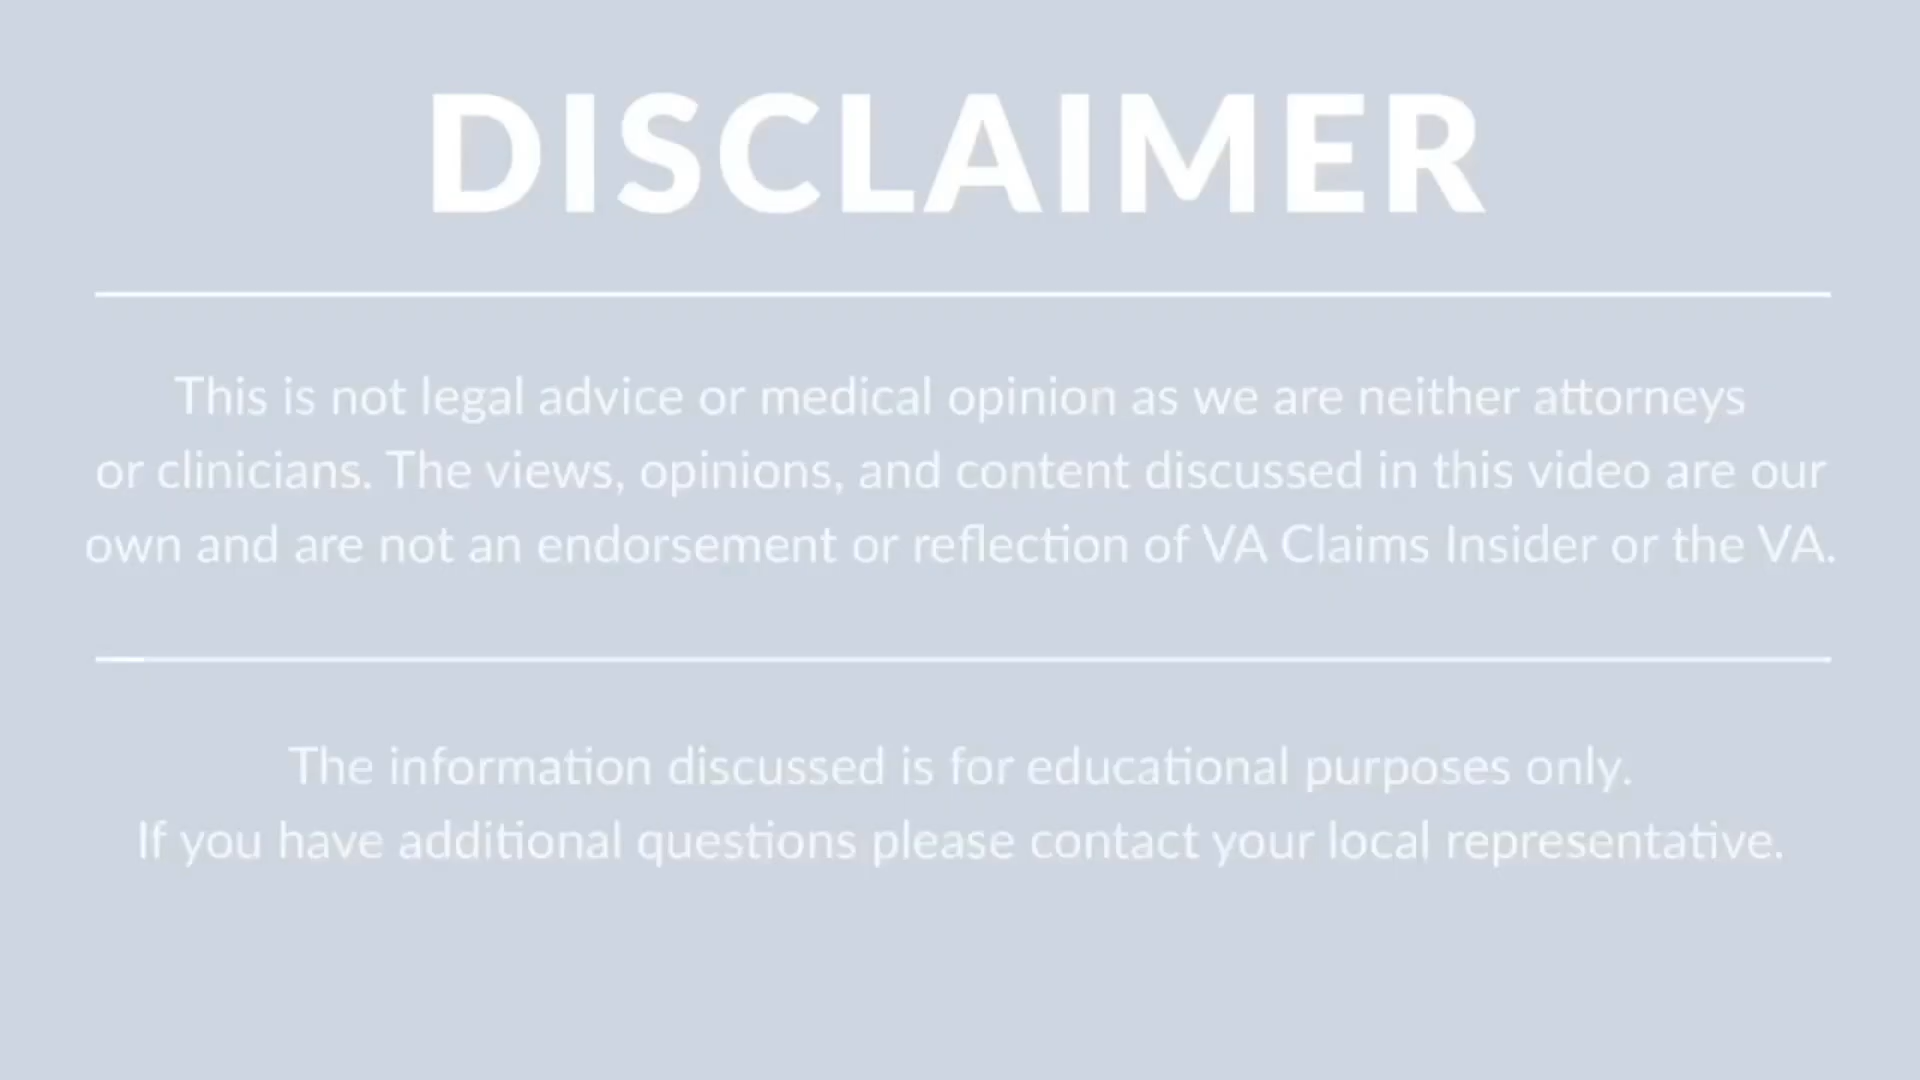 DISCLAIMER
This is not legal advice or medical opinion as we are neither attorneys
or clinicians. The views, opinions, and content discussed in this video are our
own and are not an endorsement or reflection of VA Claims Insider or the VA.
The information discussed is for educational purposes only.
If you have additional questions please contact your local representative.